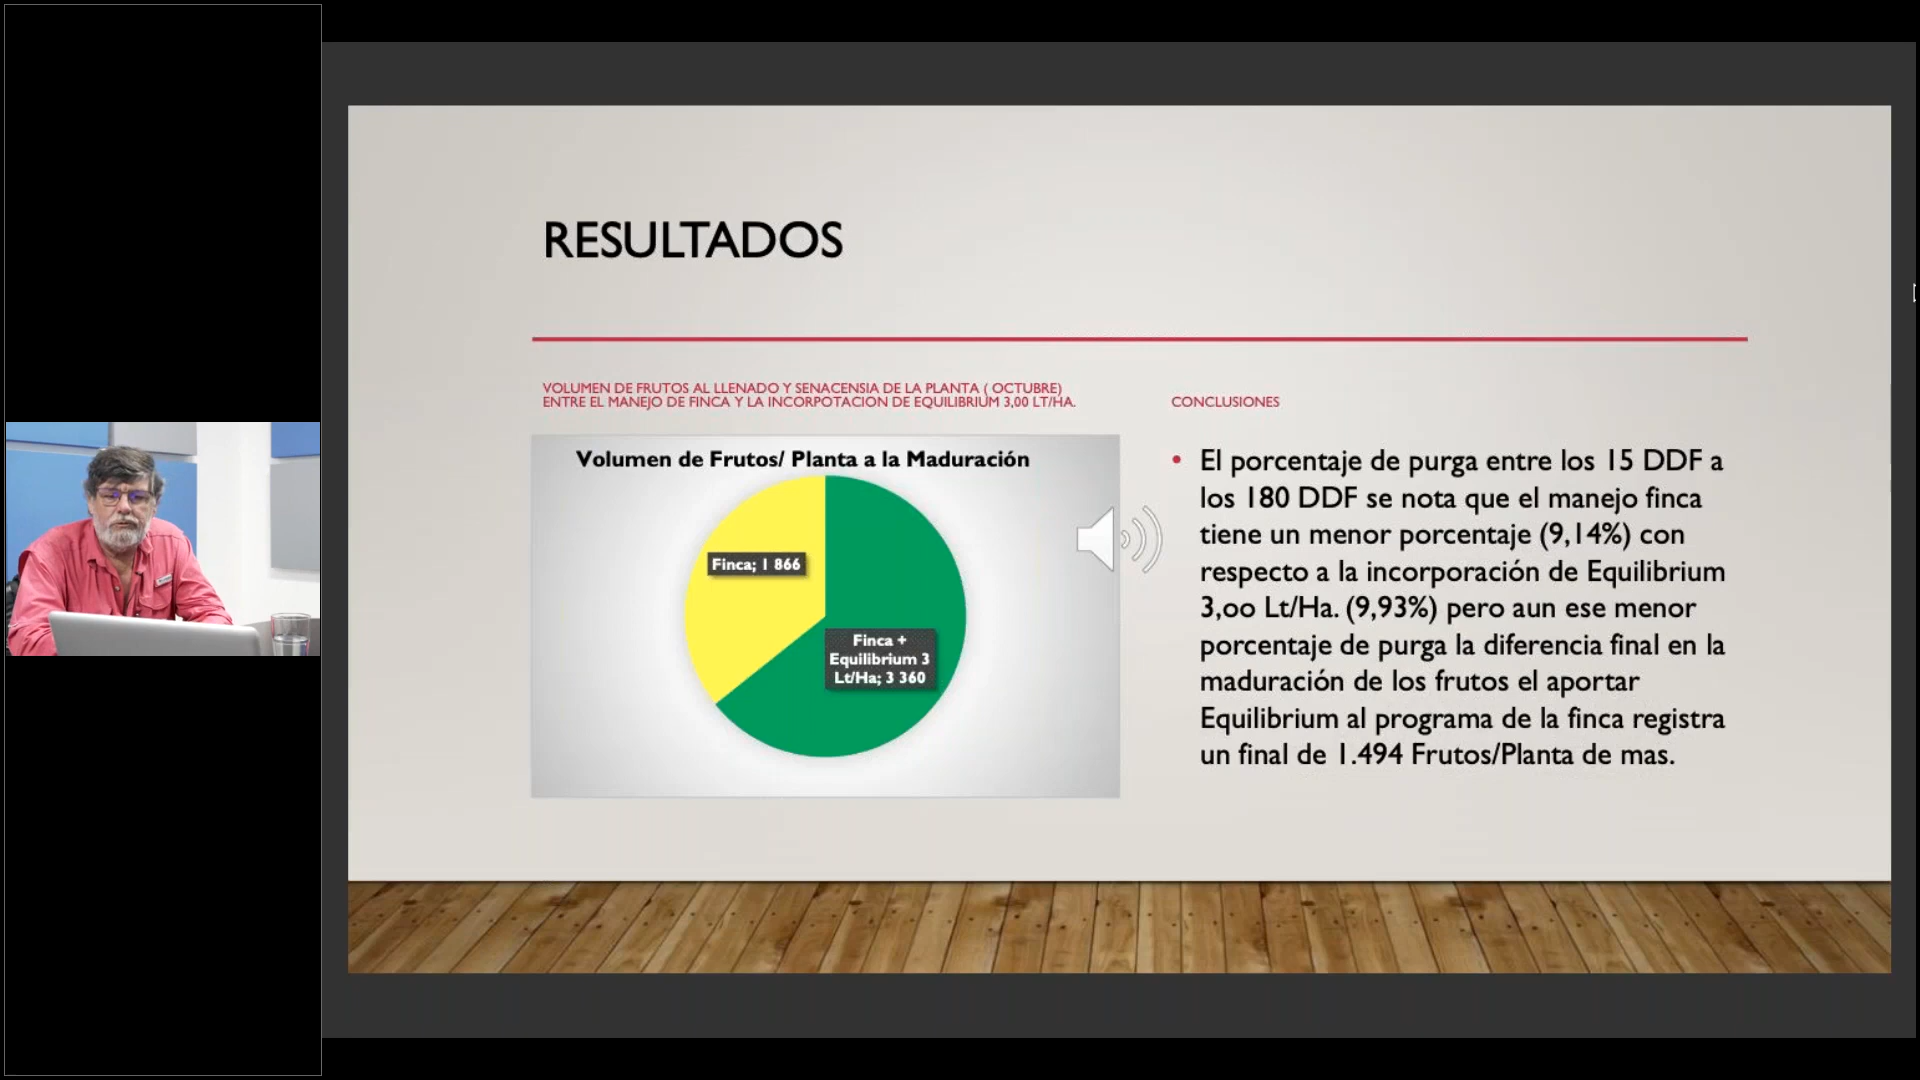 RESULTADOS
VOLUMEN DE FRUTOS AL LLENADO Y SENACENSIA DE LA PLANTA ( OCTUBRE)
ENTRE EL MANEJO DE FINCA Y LA INCORPOTACION DE EQUILIBRIUM 3,00 LT/HA.
Volumen de Frutos/ Planta a la Maduración
Finca; 1 866
Finca +
Equilibrium 3
Lt/Ha; 3 360
CONCLUSIONES
• El porcentaje de purga entre los 15 DDF a
los 180 DDF se nota que el manejo finca
tiene un menor porcentaje (9,14%) con
respecto a la incorporación de Equilibrium
3,oo Lt/Ha. (9,93%) pero aun ese menor
porcentaje de purga la diferencia final en la
maduración de los frutos el aportar
Equilibrium al programa de la finca registra
un final de 1.494 Frutos/Planta de mas.